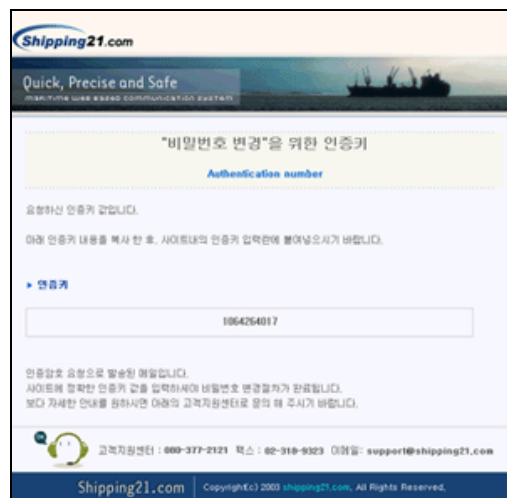 Shipping21.com
Quick, Precise and Safe
MARITIME WEB BASED COMMUNICATION SYSTEM
"비밀번호 변경"을 위한 인증키
Authentication number
요청하신 인증키 값입니다.
아래 인증키 내용을 복사 한 후, 사이트내의 인증키 입력란에 붙여넣으시기 바랍니다.
인증키
1064264017
인증암호 요청으로 발송된 메일입니다.
사이트에 정확한 인증키 값을 입력하셔야 비밀번호 변경절차가 완료됩니다.
보다 자세한 안내를 원하시면 아래의 고객지원센터로 문의 해 주시기 바랍니다.
고객지원센터 : 080-377-2121 팩스 : 02-318-9323 이메일: support@shipping21.com
Shipping21.com Copyright(c) 2003 shipping21.com, All Rights Reserved.